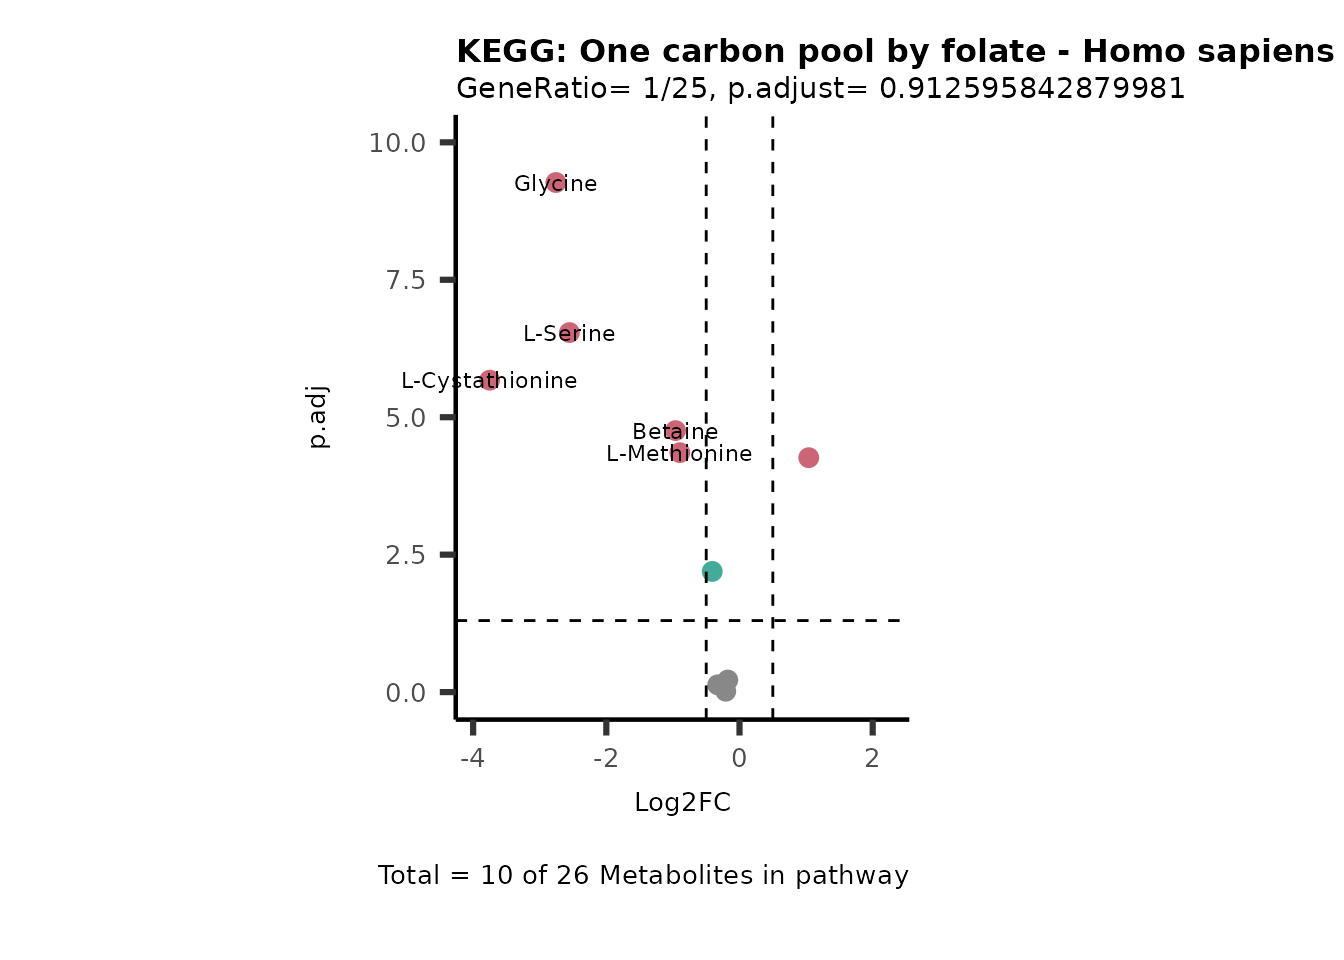 KEGG: One carbon pool by folate - Homo sapiens
GeneRatio= 1/25, p.adjust= 0.912595842879981
10.0
Glycine
7.5
L-Serine
L-Cystathionine
5.0
Betaine
L-Methionine
p.adj
2.5
0.0
-4 -2 0 2
Log2FC
Total = 10 of 26 Metabolites in pathway